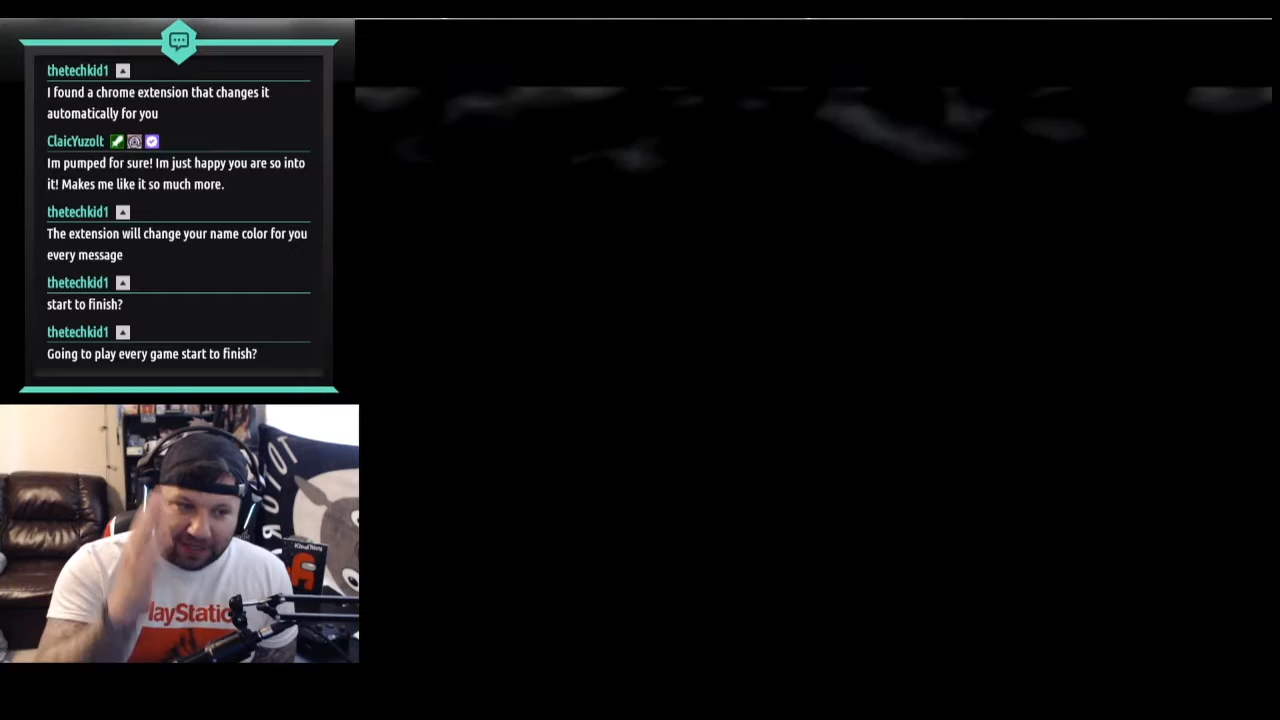 thetechkid1
I found a chrome extension that changes it
automatically for you
ClaicYuzolt
Im pumped for sure! Im just happy you are so into
it! Makes me like it so much more.
thetechkid1
The extension will change your name color for you
every message
thetechkid1
start to finish?
thetechkid1
Going to play every game start to finish?
TOTORO
layStatio